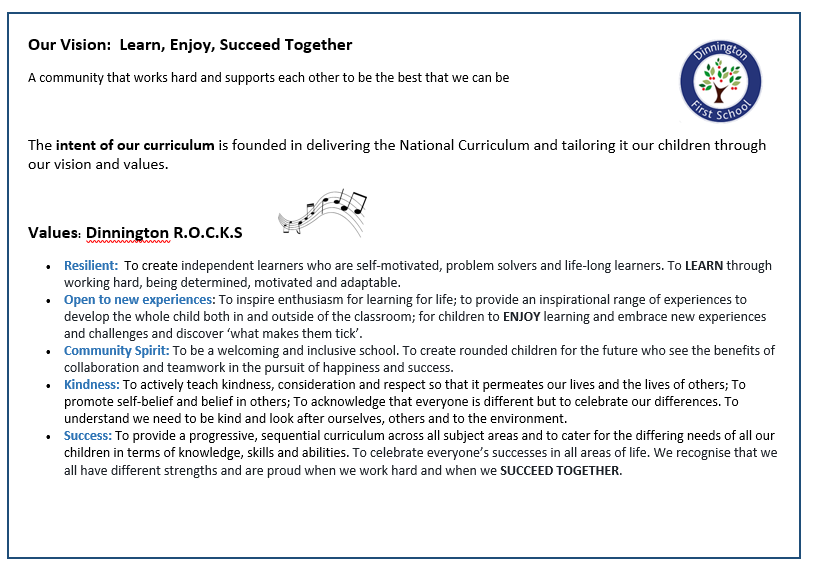 Our Vision:  Learn, Enjoy, Succeed Together
A community that works hard and supports each other to be the best that we can be
Dinnington
First School
The intent of our curriculum is founded in delivering the National Curriculum and tailoring it our children through
our vision and values.
Values: Dinnington R.O.C.K.S
• Resilient:  To create independent learners who are self-motivated, problem solvers and life-long learners. To LEARN through
working hard, being determined, motivated and adaptable.
• Open to new experiences: To inspire enthusiasm for learning for life; to provide an inspirational range of experiences to
develop the whole child both in and outside of the classroom; for children to ENJOY learning and embrace new experiences
and challenges and discover ‘what makes them tick’.
• Community Spirit: To be a welcoming and inclusive school. To create rounded children for the future who see the benefits of
collaboration and teamwork in the pursuit of happiness and success.
• Kindness: To actively teach kindness, consideration and respect so that it permeates our lives and the lives of others; To
promote self-belief and belief in others; To acknowledge that everyone is different but to celebrate our differences. To
understand we need to be kind and look after ourselves, others and to the environment.
• Success: To provide a progressive, sequential curriculum across all subject areas and to cater for the differing needs of all our
children in terms of knowledge, skills and abilities. To celebrate everyone’s successes in all areas of life. We recognise that we
all have different strengths and are proud when we work hard and when we SUCCEED TOGETHER.